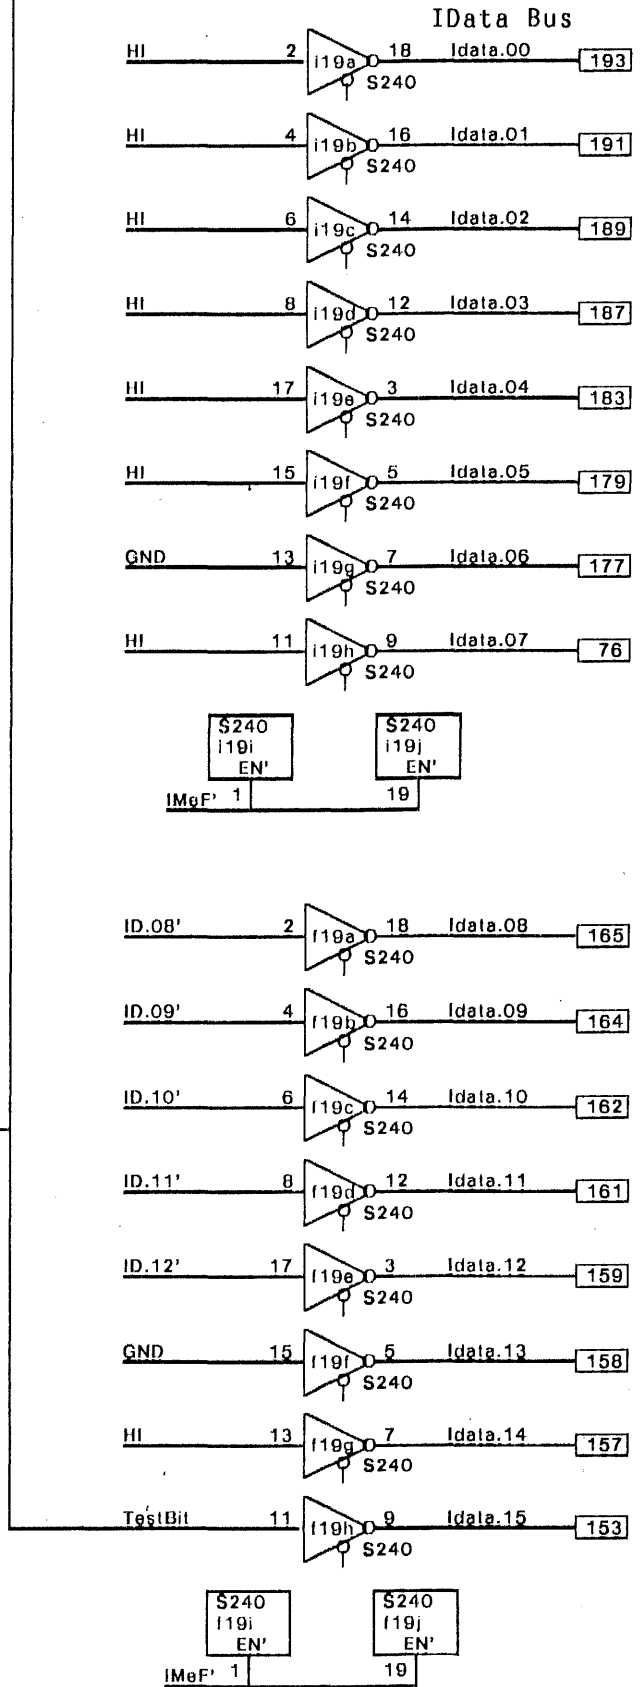 IData Bus
HI 2 i19a 18 Idata.00 193
S240
HI 4 i19b 16 Idata.01 191
S240
HI 6 i19c 14 Idata.02 189
S240
HI 8 i19d 12 Idata.03 187
S240
HI 17 i19e 3 Idata.04 183
S240
HI 15 i19f 5 Idata.05 179
S240
GND 13 i19g 7 Idata.06 177
S240
HI 11 i19h 9 Idata.07 76
S240
S240 S240
i19i i19j
EN' EN'
IMeF' 1 19
ID.08' 2 f19a 18 Idata.08 165
S240
ID.09' 4 f19b 16 Idata.09 164
S240
ID.10' 6 f19c 14 Idata.10 162
S240
ID.11' 8 f19d 12 Idata.11 161
S240
ID.12' 17 f19e 3 Idata.12 159
S240
GND 15 f19f 5 Idata.13 158
S240
HI 13 f19g 7 Idata.14 157
S240
TestBit 11 f19h 9 Idata.15 153
S240
S240 S240
f19i f19j
EN' EN'
IMeF' 1 19